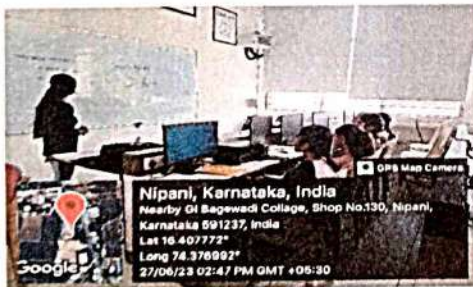 GPS Map Camera
Nipani, Karnataka, India
Nearby GI Bagewadi Collage, Shop No.130, Nipani,
Karnataka 591237, India
Lat 16.407772°
Long 74.376992°
27/06/23 02:47 PM GMT +05:30
Google